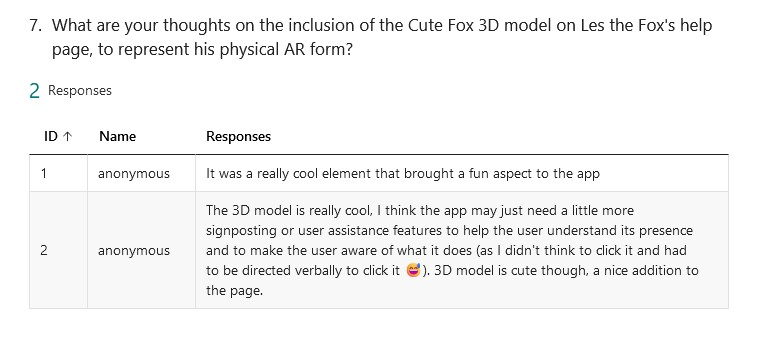 7. What are your thoughts on the inclusion of the Cute Fox 3D model on Les the Fox's help
page, to represent his physical AR form?
2 Responses
ID ↑ Name Responses
1 anonymous It was a really cool element that brought a fun aspect to the app
2 anonymous The 3D model is really cool, I think the app may just need a little more
signposting or user assistance features to help the user understand its presence
and to make the user aware of what it does (as I didn't think to click it and had
to be directed verbally to click it 😅). 3D model is cute though, a nice addition to
the page.